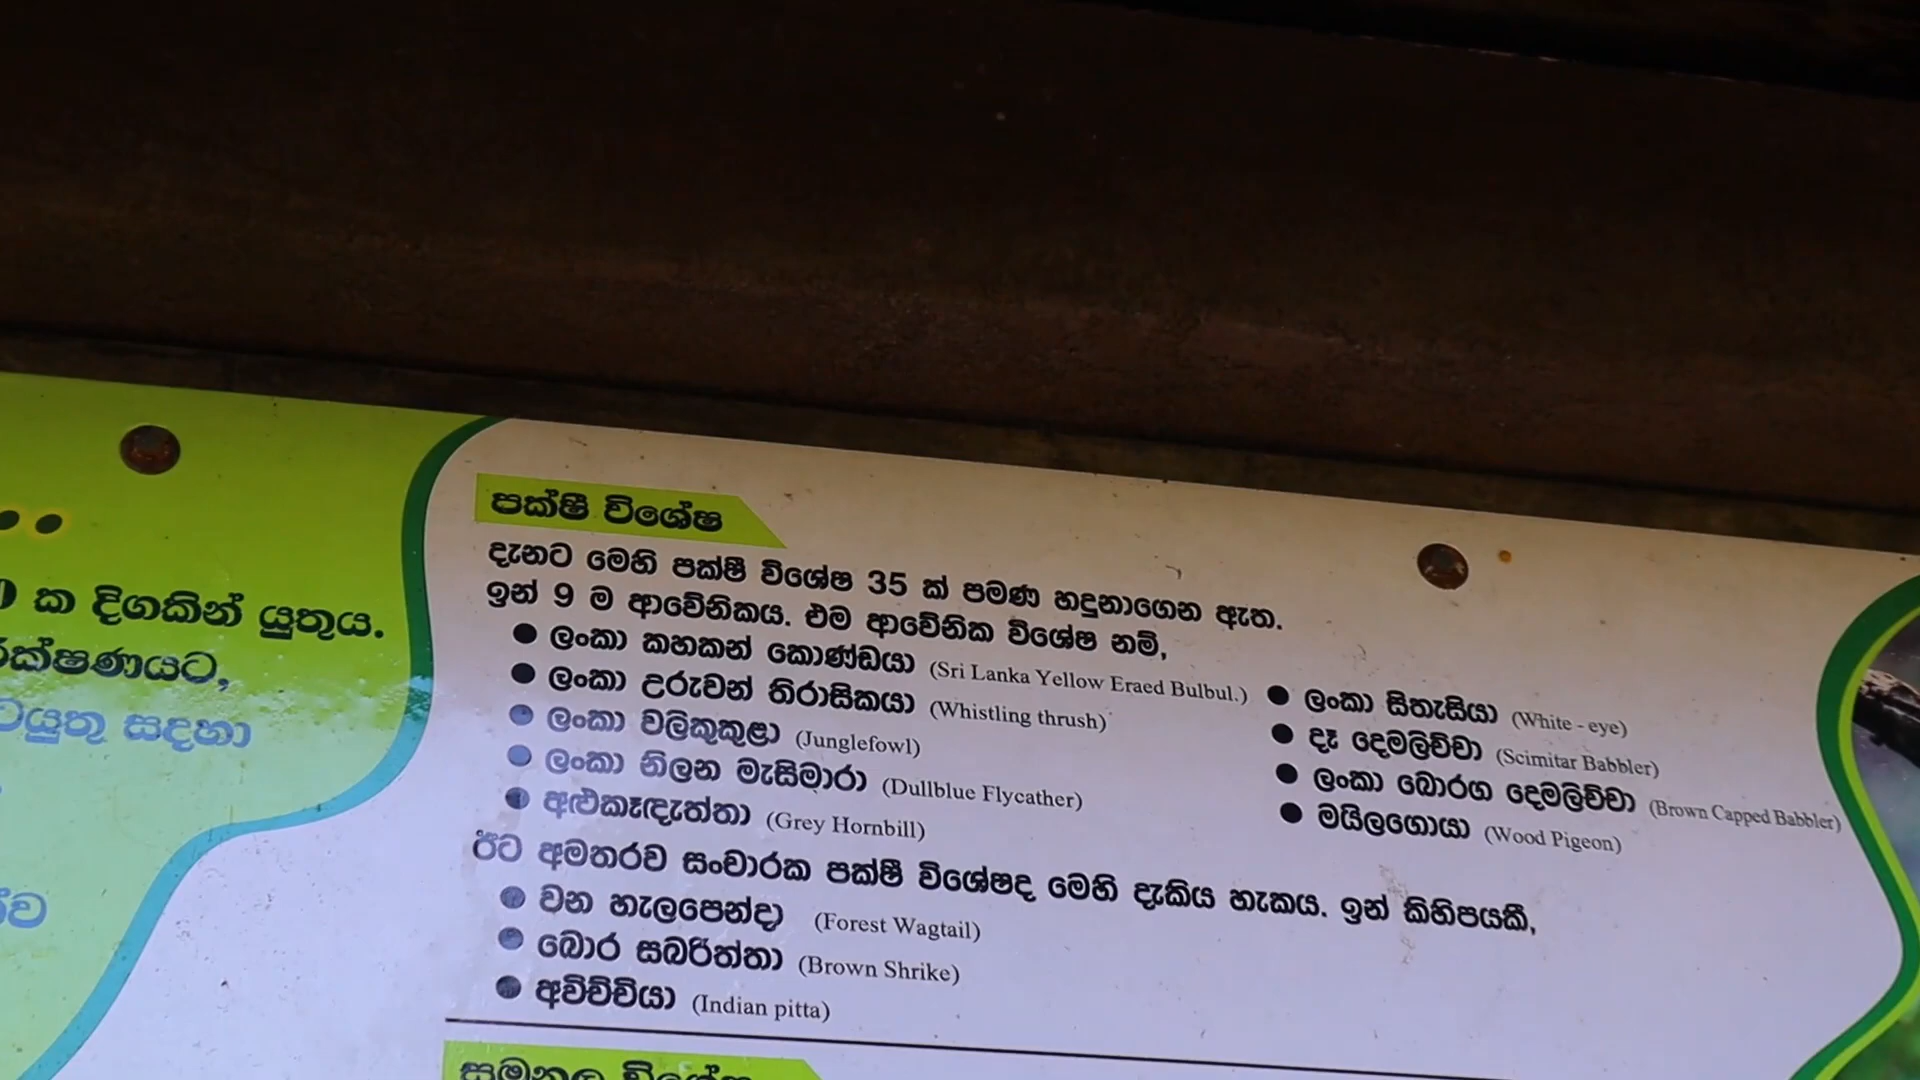 ක දිගකින් යුතුය.
සදහා
පක්ෂී විශේෂ
දැනට මෙහි පක්ෂී විශේෂ 35 ක් පමණ හදුනාගෙන ඇත.
ඉන් 9 ම ආවේනිකය. එම ආවේනික විශේෂ නම්,
● ලංකා කහකන් කොණ්ඩයා (Sri Lanka Yellow Eraed Bulbul.)
● ලංකා උරුවන් තිරාසිකයා (Whistling thrush)
● ලංකා වලිකුකුළා (Junglefowl)
● ලංකා නිලන මැසිමාරා (Dullblue Flycather)
● අළුකෑඳැත්තා (Grey Hornbill)
● ලංකා සිතැසියා (White - eye)
● දෑ දෙමලිච්චා (Scimitar Babbler)
● ලංකා බොරග දෙමලිච්චා (Brown Capped Babbler)
● මයිලගොයා (Wood Pigeon)
ඊට අමතරව සංචාරක පක්ෂී විශේෂද මෙහි දැකිය හැකය. ඉන් කිහිපයකී,
● වන හැලපෙන්දා (Forest Wagtail)
● බොර සබරිත්තා (Brown Shrike)
● අවිච්චියා (Indian pitta)